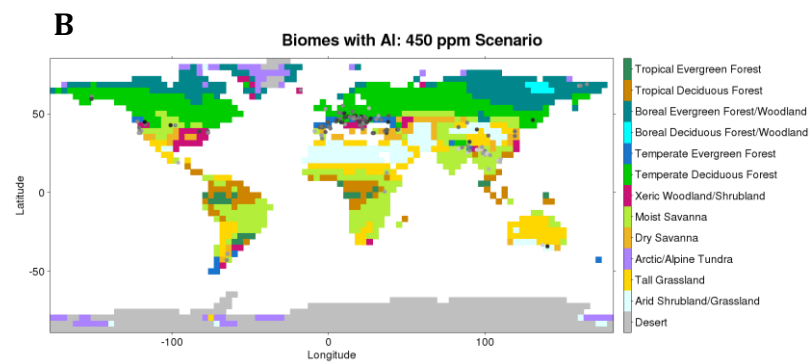 B
Biomes with AI: 450 ppm Scenario
Latitude
50
0
-50
-100
0
100
Longitude
Tropical Evergreen Forest
Tropical Deciduous Forest
Boreal Evergreen Forest/Woodland
Boreal Deciduous Forest/Woodland
Temperate Evergreen Forest
Temperate Deciduous Forest
Xeric Woodland/Shrubland
Moist Savanna
Dry Savanna
Arctic/Alpine Tundra
Tall Grassland
Arid Shrubland/Grassland
Desert